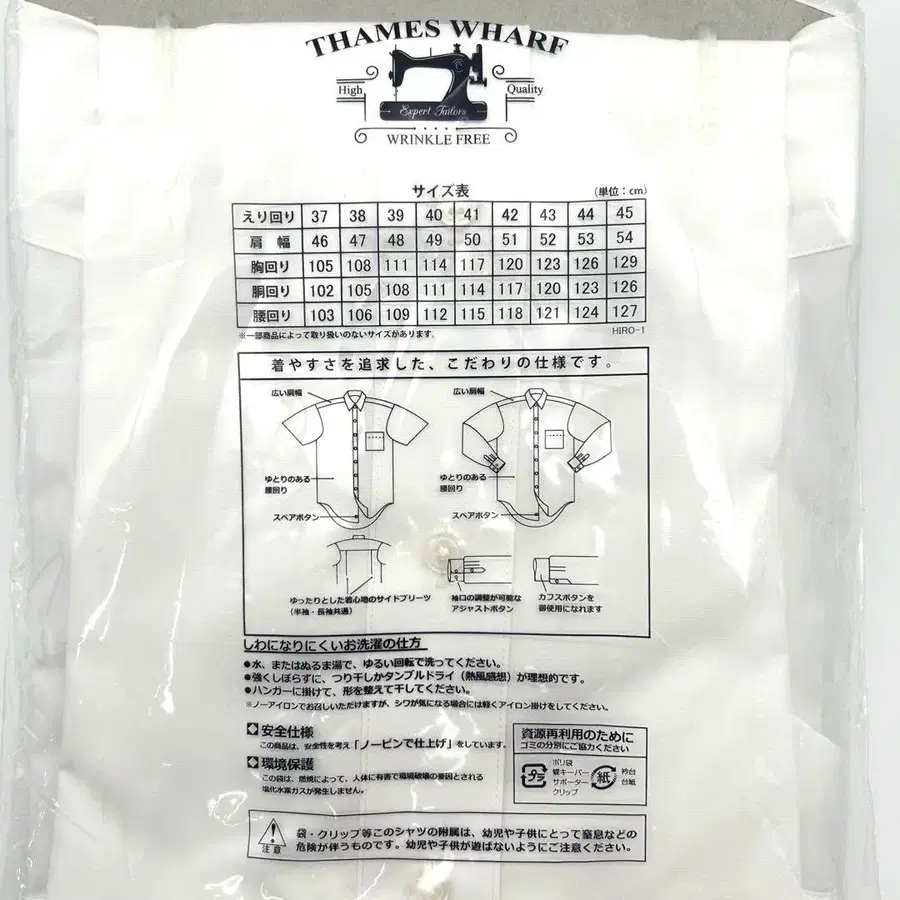 THAMES WHARF
High Quality
Expert Tailors
WRINKLE FREE
サイズ表 (単位:cm)
えり回り 37 38 39 40 41 42 43 44 45
肩 幅 46 47 48 49 50 51 52 53 54
胸回り 105 108 111 114 117 120 123 126 129
胴回り 102 105 108 111 114 117 120 123 126
腰回り 103 106 109 112 115 118 121 124 127
※一部商品によって取り扱いのないサイズがあります。 HIRO-1
着やすさを追求した、こだわりの仕様です。
広い肩幅 広い肩幅
ゆとりのある
腰回り
ゆとりのある
腰回り
スペアボタン スペアボタン
ゆったりとした着心地のサイドプリーツ
(半袖・長袖共通)
袖口の調整が可能な
アジャストボタン
カフスボタンを
御使用になれます
しわになりにくいお洗濯の仕方
●水、またはぬるま湯で、ゆるい回転で洗ってください。
●強くしぼらずに、つり干しかタンブルドライ(熱風感想)が理想的です。
●ハンガーに掛けて、形を整えて干してください。
※ノーアイロンでお召しいただけますが、シワが気になる場合には軽くアイロン掛けをしてください。
安全仕様
この商品は、安全性を考え「ノーピンで仕上げ」をしています。
環境保護
この袋は、燃焼によって、人体に有害で環境破壊の要因とされる
塩化水素ガスが発生しません。
資源再利用のために
ゴミの分別にご協力ください
プラ
ポリ袋
蝶キーパー
サポーター
クリップ
紙
衿台
台紙
注意
袋・クリップ等このシャツの附属は、幼児や子供にとって窒息などの
危険が伴うものです。幼児や子供が遊ばないようにご注意ください。